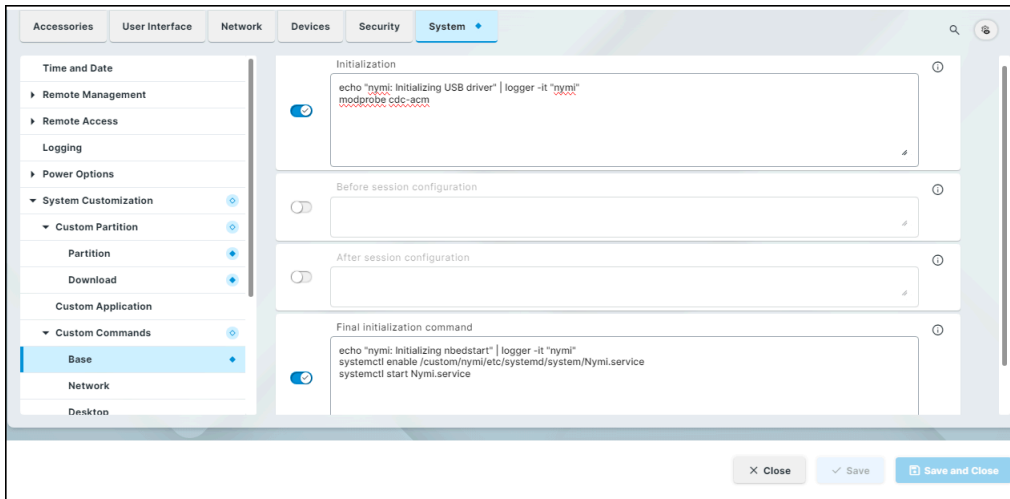 Accessories
User Interface
Network
Devices
Security
System
Time and Date
Remote Management
Remote Access
Logging
Power Options
System Customization
Custom Partition
Partition
Download
Custom Application
Custom Commands
Base
Network
Desktop
Initialization
echo "nymi: Initializing USB driver" | logger -it "nymi"
modprobe cdc-acm
Before session configuration
After session configuration
Final initialization command
echo "nymi: Initializing nbedstart" | logger -it "nymi"
systemctl enable /custom/nymi/etc/systemd/system/Nymi.service
systemctl start Nymi.service
Close
Save
Save and Close